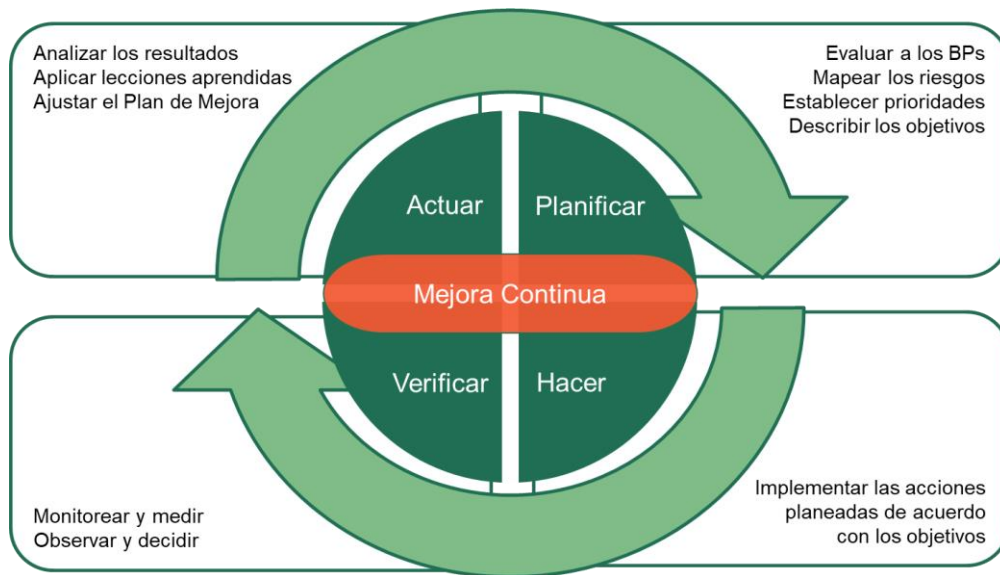 Analizar los resultados
Aplicar lecciones aprendidas
Ajustar el Plan de Mejora
Evaluar a los BPs
Mapear los riesgos
Establecer prioridades
Describir los objetivos
Actuar
Planificar
Mejora Continua
Verificar
Hacer
Monitorear y medir
Observar y decidir
Implementar las acciones
planeadas de acuerdo
con los objetivos